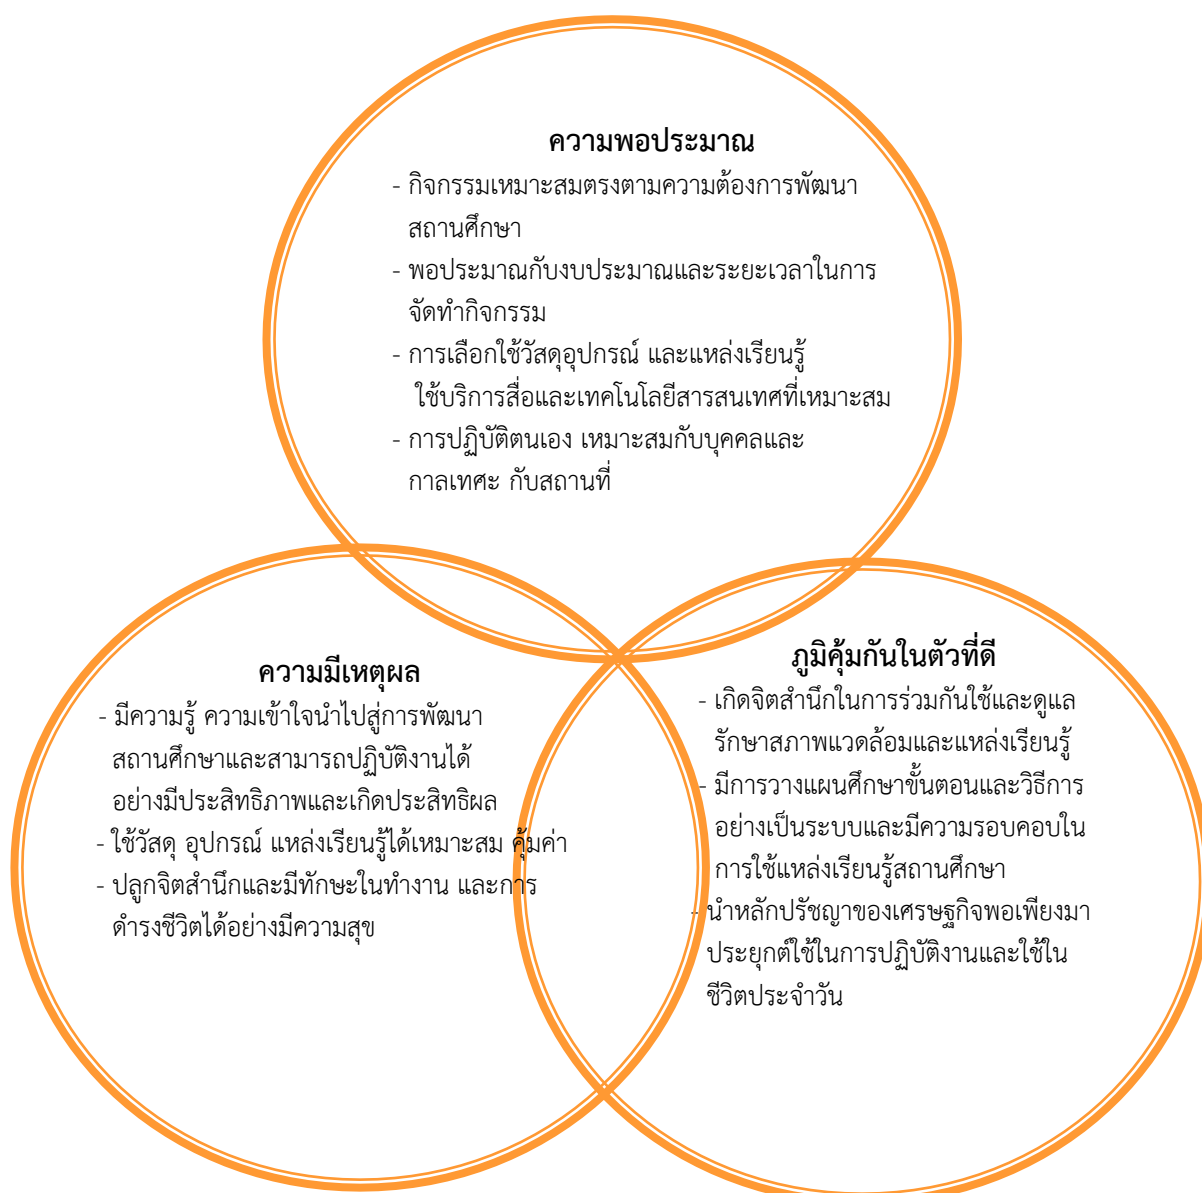 ความพอประมาณ
- กิจกรรมเหมาะสมตรงตามความต้องการพัฒนา
สถานศึกษา
- พอประมาณกับงบประมาณและระยะเวลาในการ
จัดทำกิจกรรม
- การเลือกใช้วัสดุอุปกรณ์ และแหล่งเรียนรู้
ใช้บริการสื่อและเทคโนโลยีสารสนเทศที่เหมาะสม
- การปฏิบัติตนเอง เหมาะสมกับบุคคลและ
กาลเทศะ กับสถานที่
ความมีเหตุผล
- มีความรู้ ความเข้าใจนำไปสู่การพัฒนา
สถานศึกษาและสามารถปฏิบัติงานได้
อย่างมีประสิทธิภาพและเกิดประสิทธิผล
- ใช้วัสดุ อุปกรณ์ แหล่งเรียนรู้ได้เหมาะสม คุ้มค่า
- ปลูกจิตสำนึกและมีทักษะในทำงาน และการ
ดำรงชีวิตได้อย่างมีความสุข
ภูมิคุ้มกันในตัวที่ดี
- เกิดจิตสำนึกในการร่วมกันใช้และดูแล
รักษาสภาพแวดล้อมและแหล่งเรียนรู้
- มีการวางแผนศึกษาขั้นตอนและวิธีการ
อย่างเป็นระบบและมีความรอบคอบใน
การใช้แหล่งเรียนรู้สถานศึกษา
- นำหลักปรัชญาของเศรษฐกิจพอเพียงมา
ประยุกต์ใช้ในการปฏิบัติงานและใช้ใน
ชีวิตประจำวัน